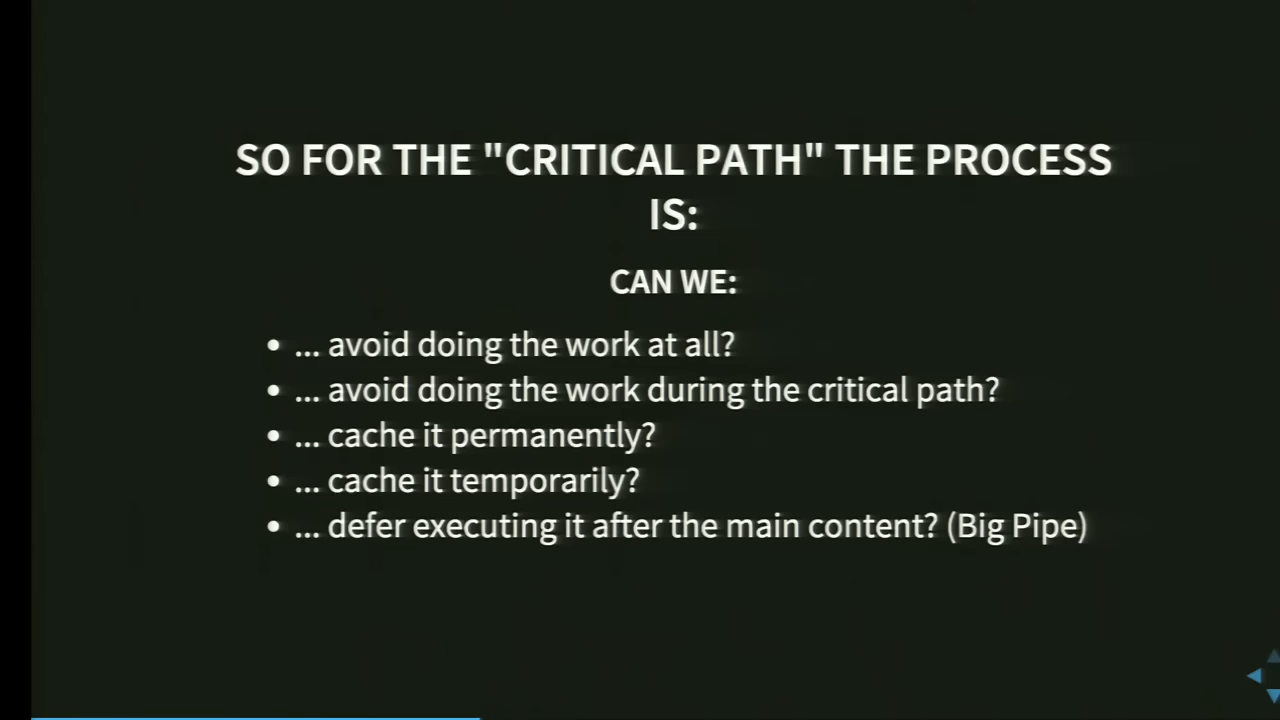 SO FOR THE "CRITICAL PATH" THE PROCESS
IS:
CAN WE:
• ... avoid doing the work at all?
• ... avoid doing the work during the critical path?
• ... cache it permanently?
• ... cache it temporarily?
• ... defer executing it after the main content? (Big Pipe)